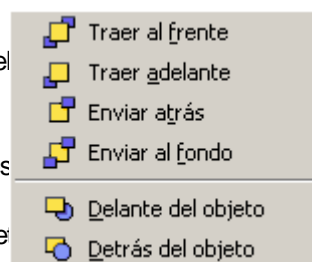 Traer al frente
Traer adelante
Enviar atrás
Enviar al fondo
Delante del objeto
Detrás del objeto